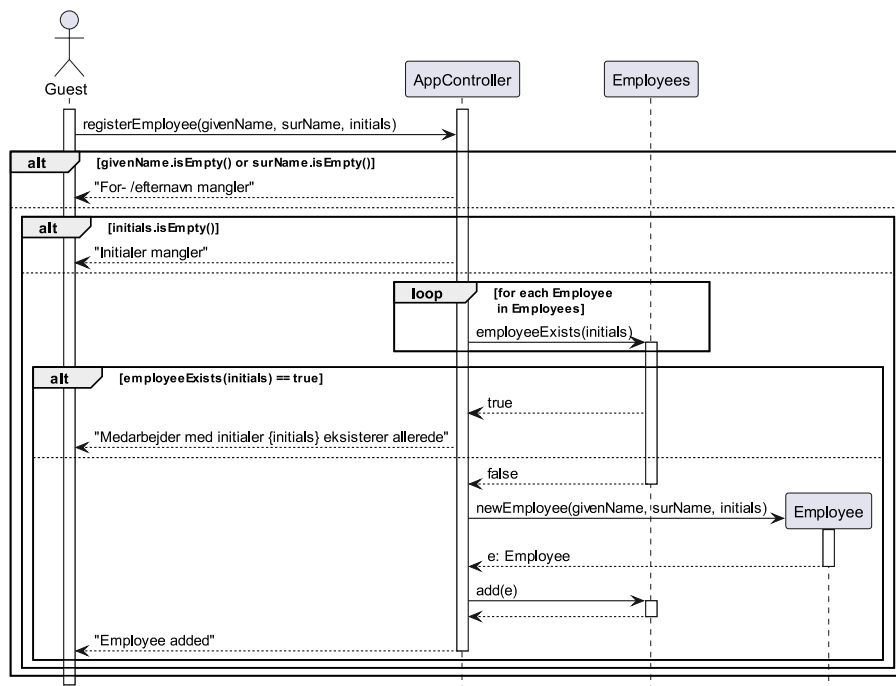 Guest
AppController
Employees
registerEmployee(givenName, surName, initials)
alt
[givenName.isEmpty() or surName.isEmpty()]
"For- /efternavn mangler"
alt
[initials.isEmpty()]
"Initialer mangler"
loop
[for each Employee
in Employees]
employeeExists(initials)
alt
[employeeExists(initials) == true]
true
"Medarbejder med initialer {initials} eksisterer allerede"
false
newEmployee(givenName, surName, initials)
Employee
e: Employee
add(e)
"Employee added"